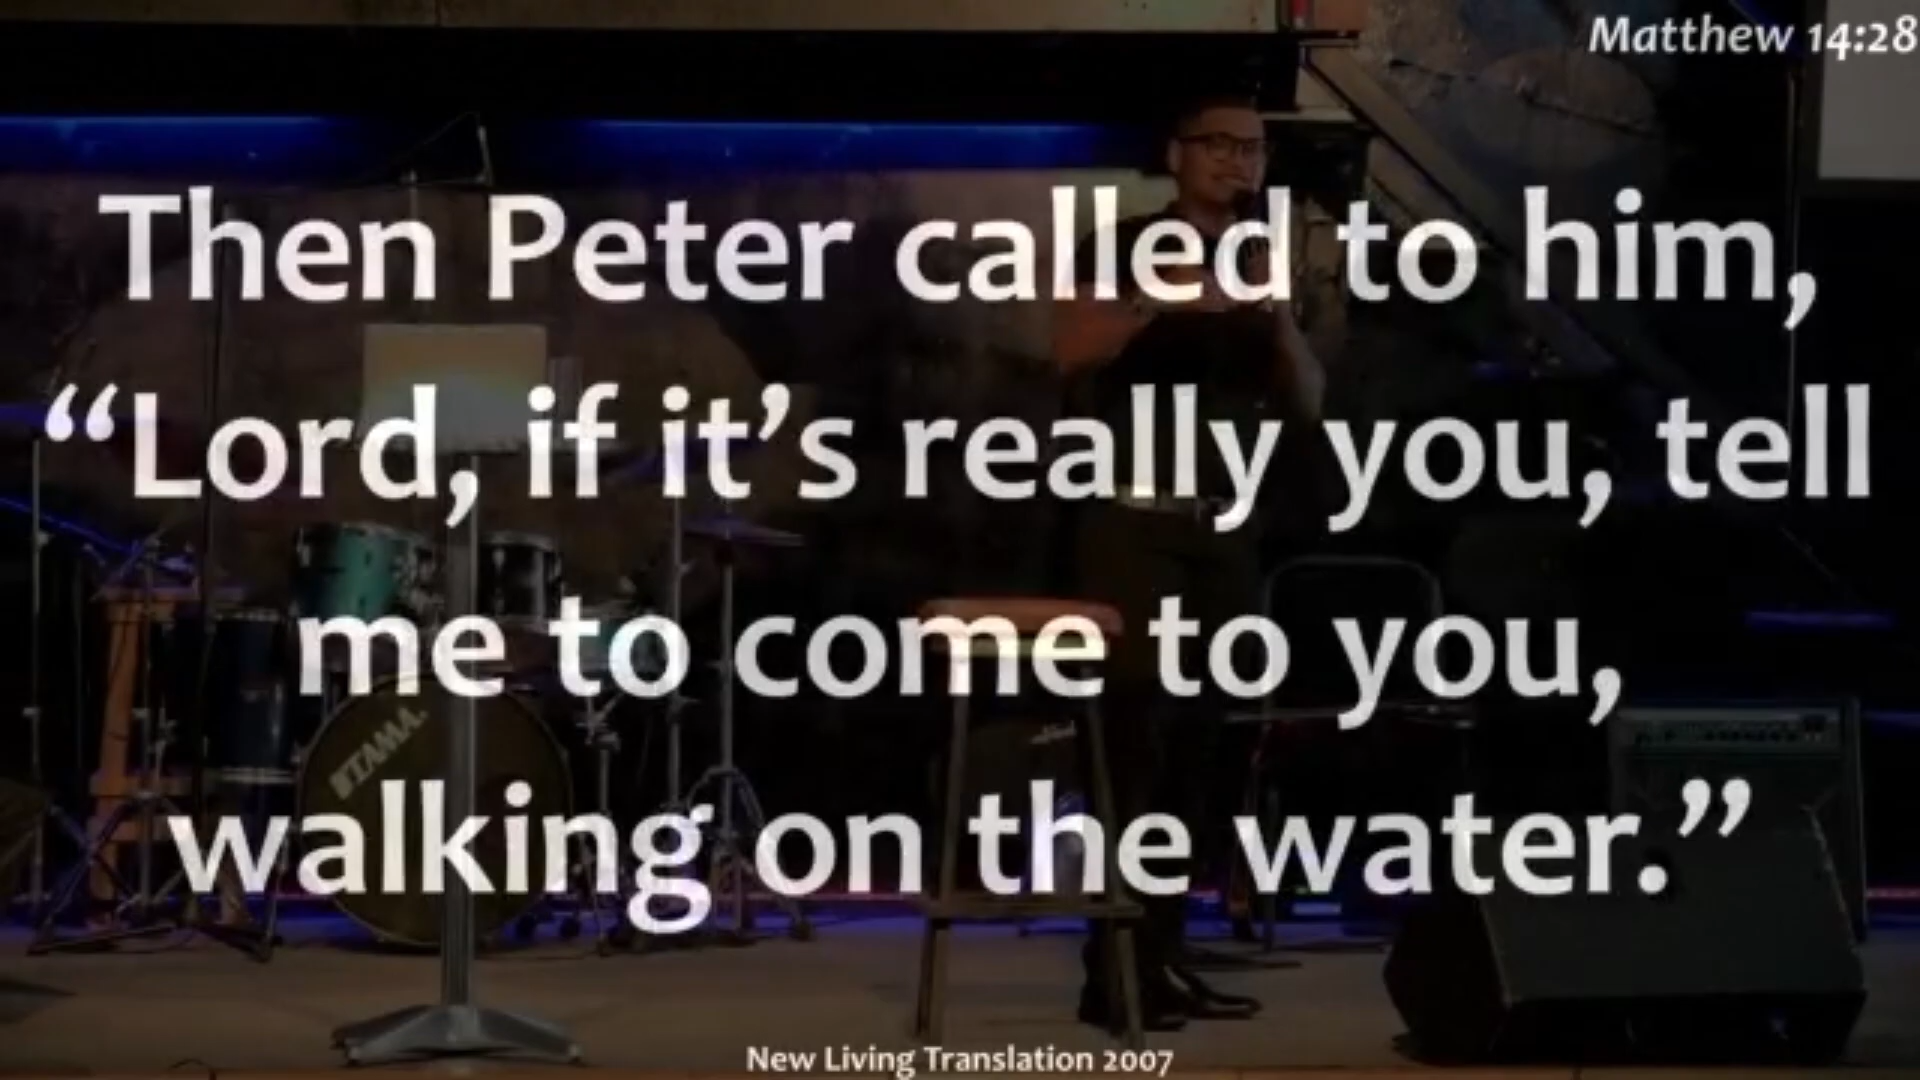 Matthew 14:28
Then Peter called to him,
“Lord, if it’s really you, tell
me to come to you,
walking on the water.”
TAMA
New Living Translation 2007